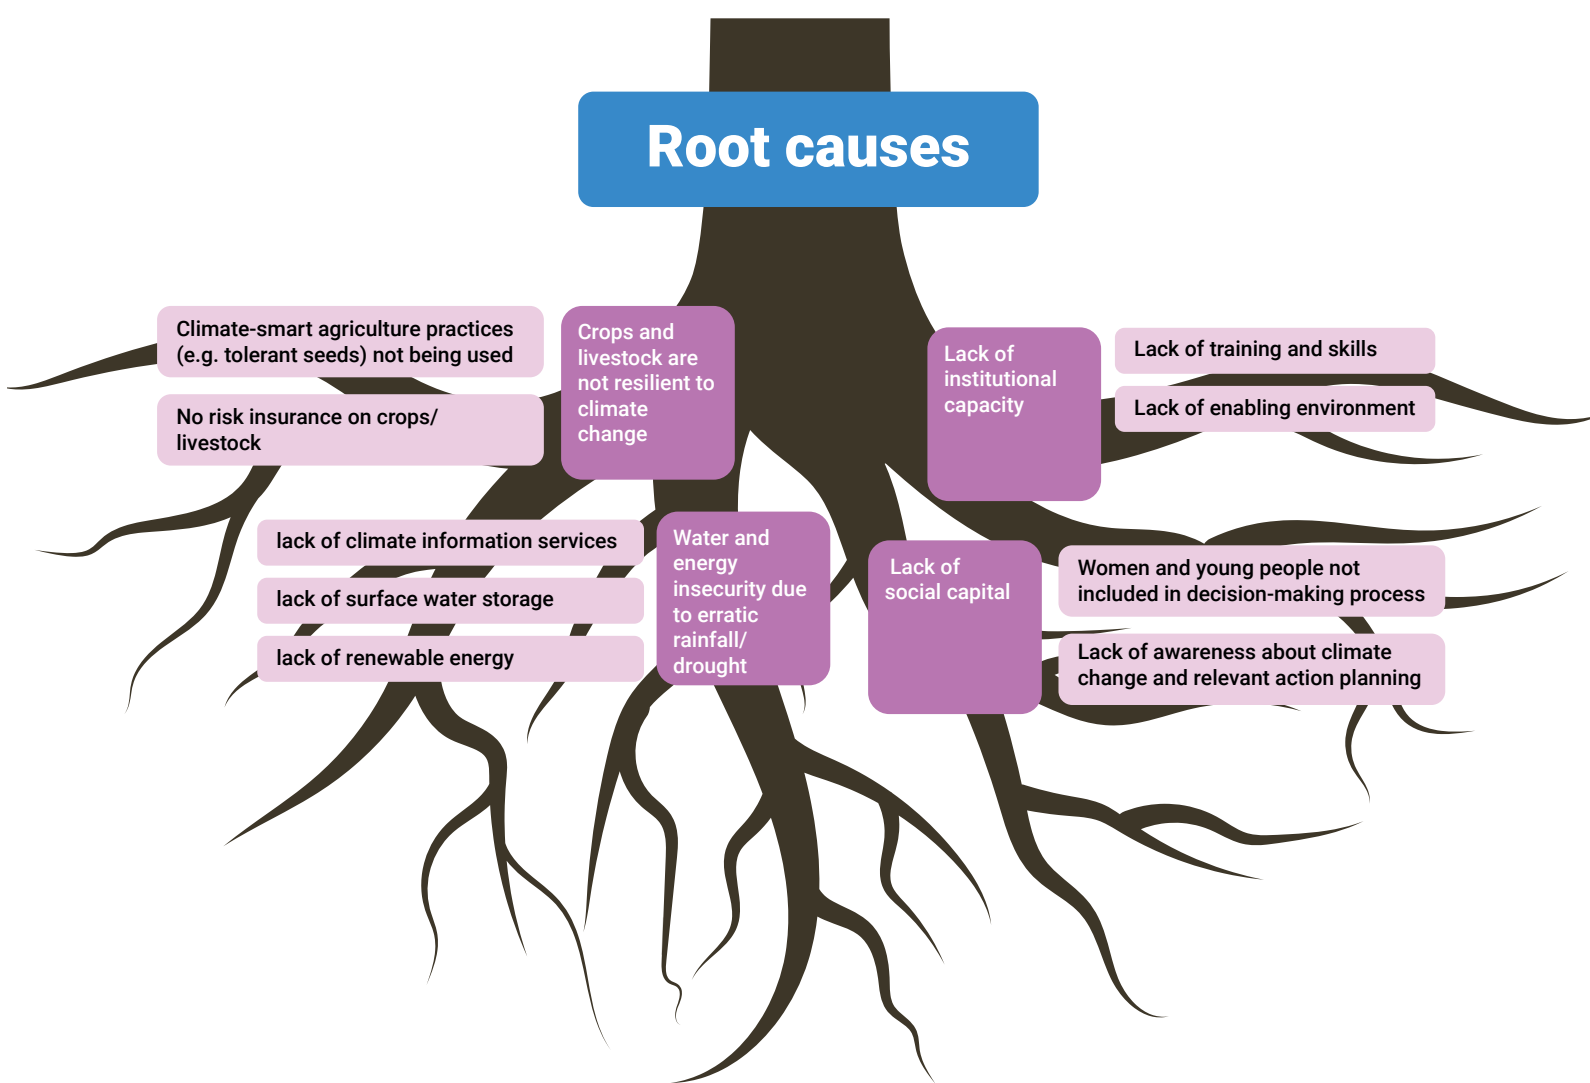 Root causes
Climate-smart agriculture practices
(e.g. tolerant seeds) not being used
No risk insurance on crops/
livestock
Crops and
livestock are
not resilient to
climate
change
Lack of
institutional
capacity
Lack of training and skills
Lack of enabling environment
lack of climate information services
lack of surface water storage
lack of renewable energy
Water and
energy
insecurity due
to erratic
rainfall/
drought
Lack of
social capital
Women and young people not
included in decision-making process
Lack of awareness about climate
change and relevant action planning